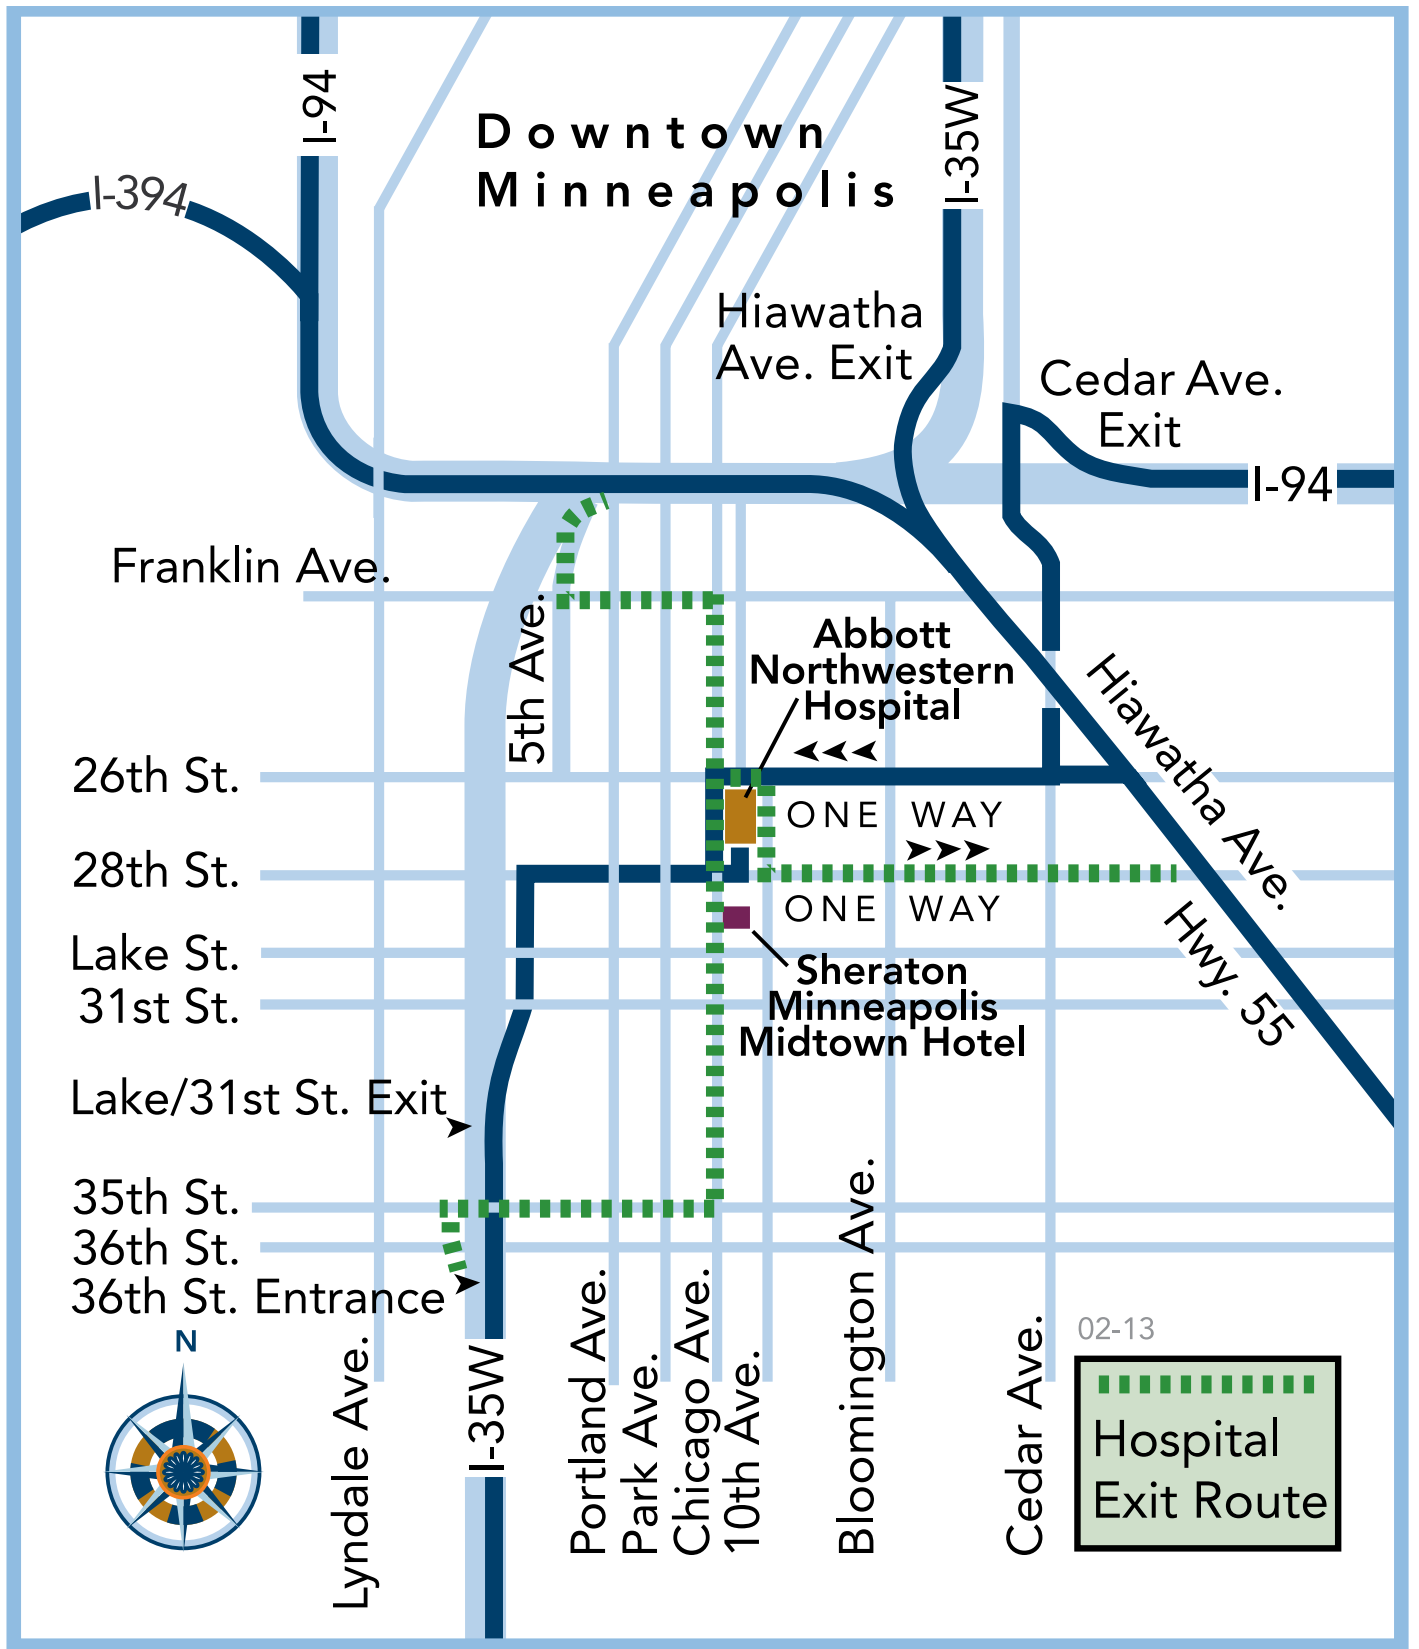 I-94
I-35W
Downtown
Minneapolis
I-394
Hiawatha
Ave. Exit
Cedar Ave.
Exit
I-94
Franklin Ave.
5th Ave.
Abbott
Northwestern
Hospital
Hiawatha Ave.
26th St.
ONE WAY
28th St.
ONE WAY
Hwy. 55
Lake St.
Sheraton
Minneapolis
Midtown Hotel
31st St.
Lake/31st St. Exit
35th St.
36th St.
36th St. Entrance
N
Lyndale Ave.
I-35W
Portland Ave.
Park Ave.
Chicago Ave.
10th Ave.
Bloomington Ave.
Cedar Ave.
02-13
Hospital
Exit Route